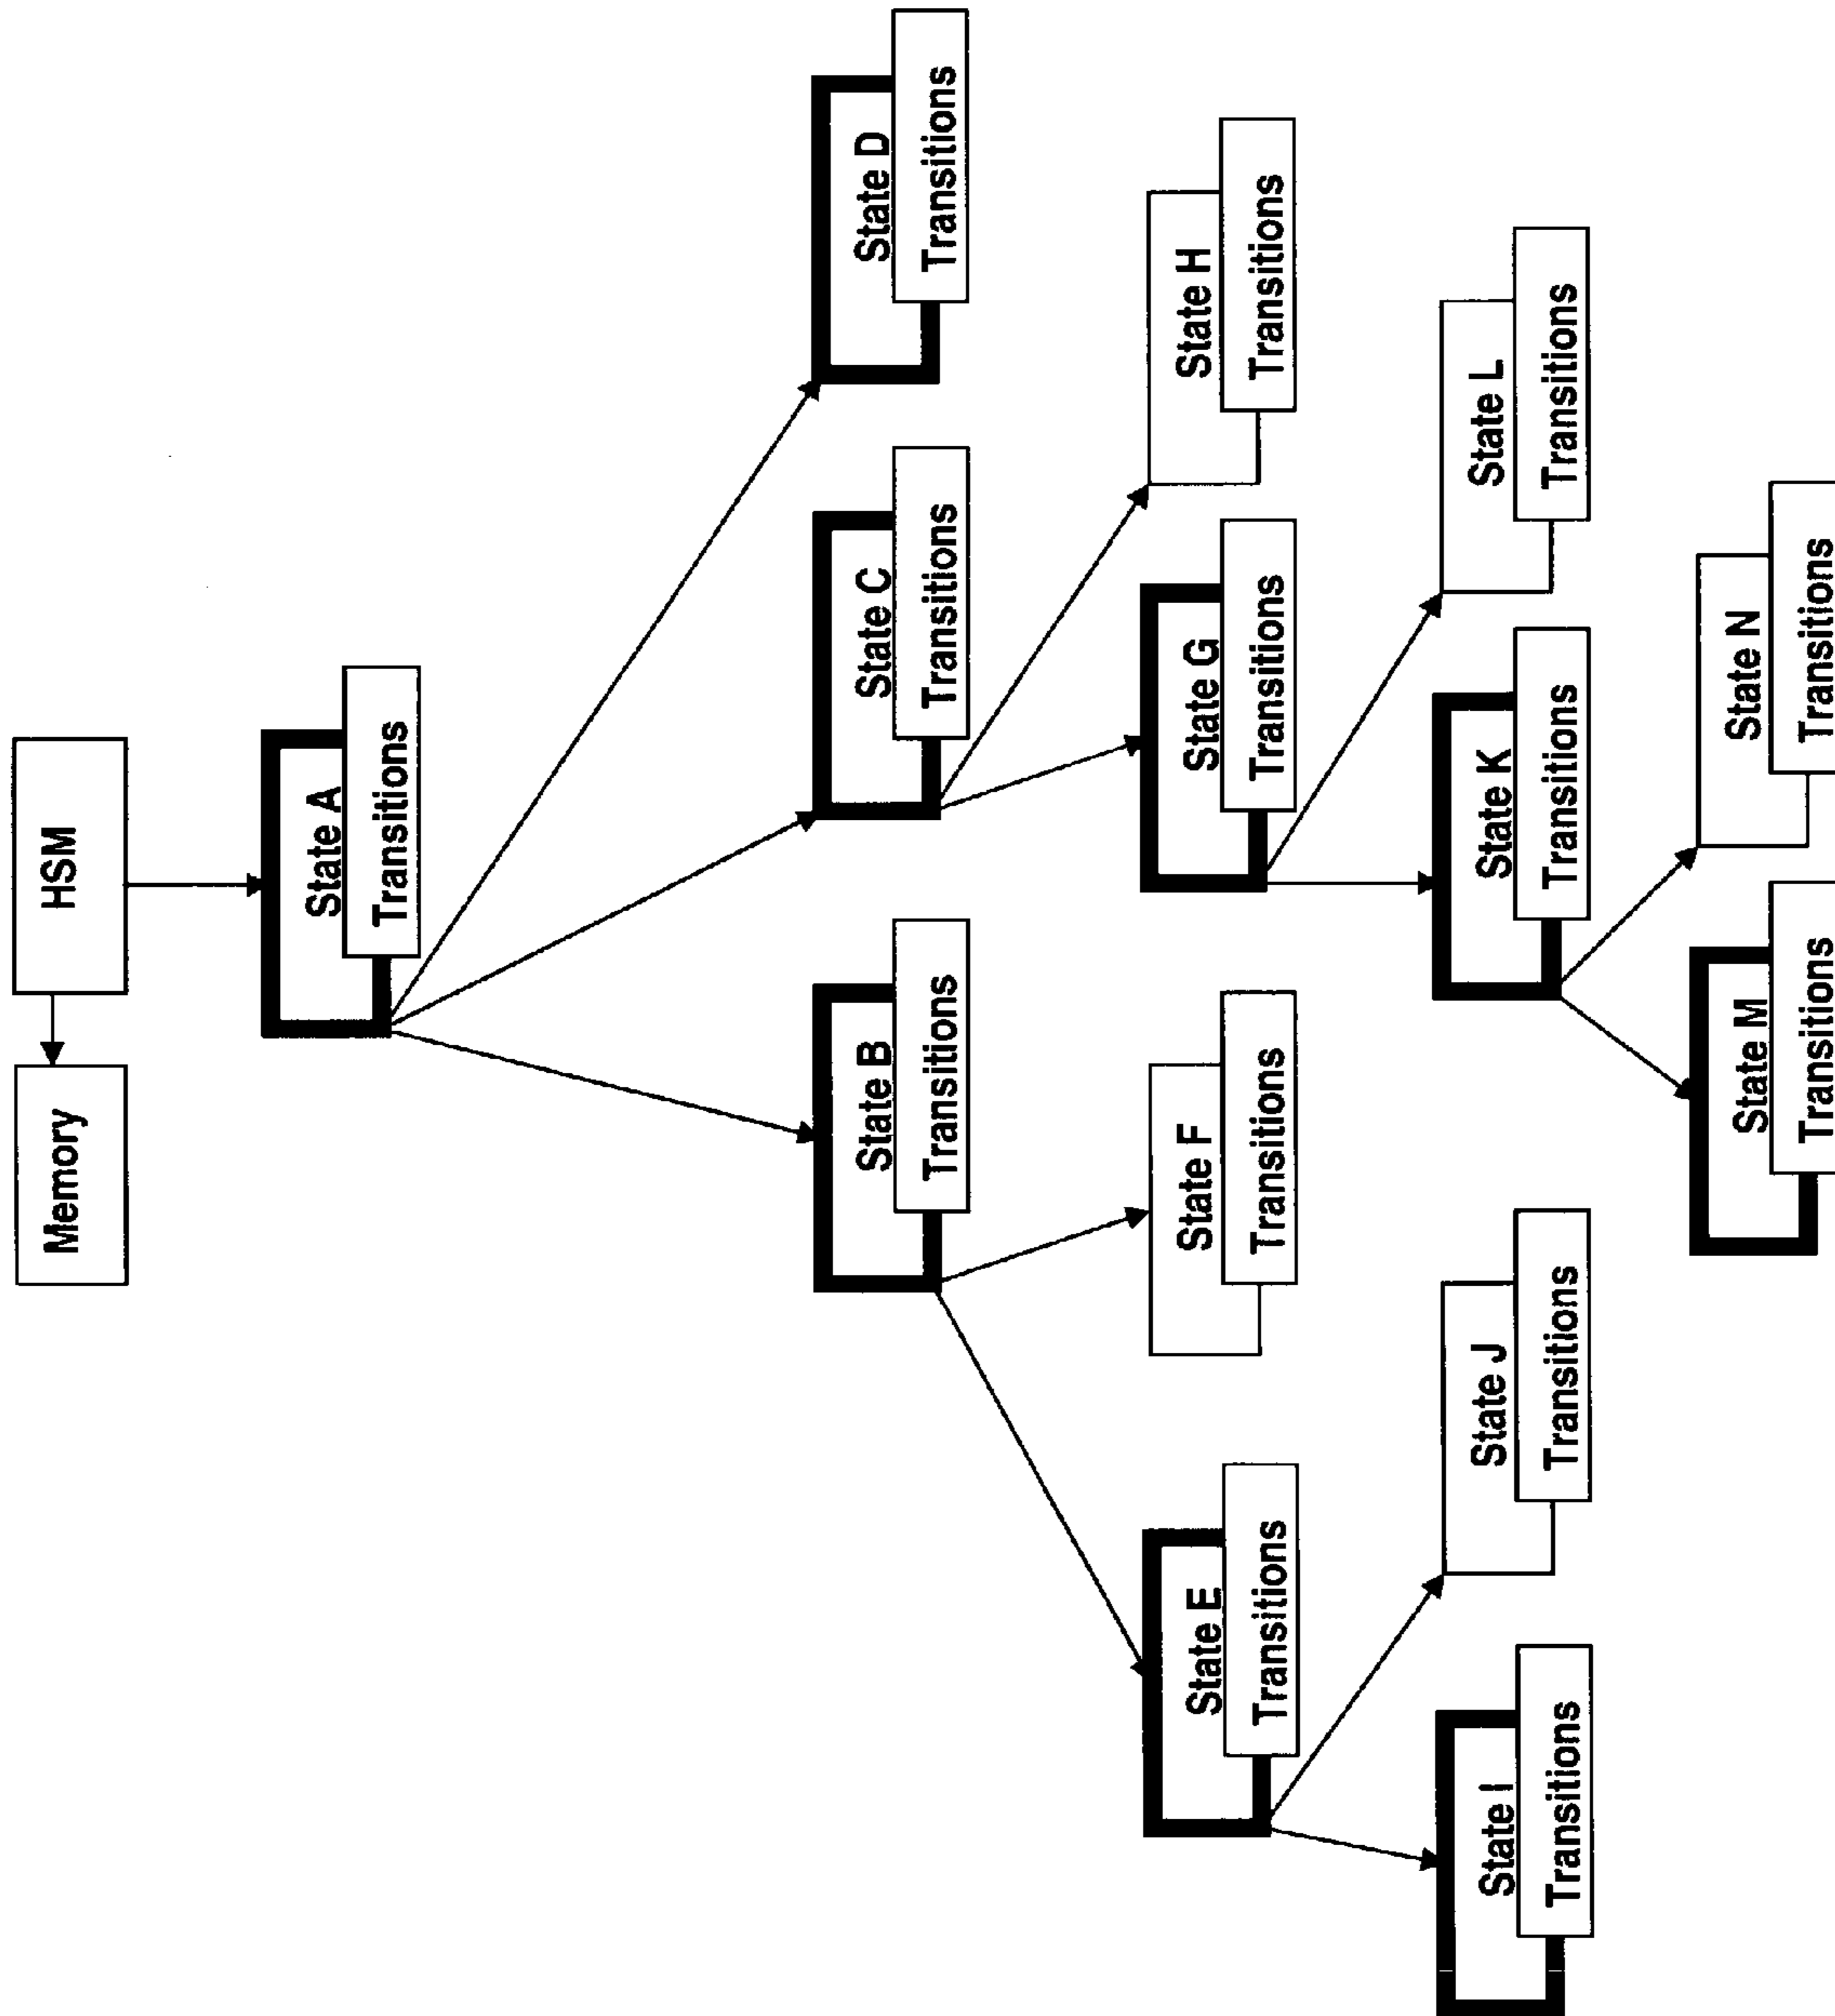 Memory
HSM
State A
Transitions
State B
Transitions
State C
Transitions
State D
Transitions
State E
Transitions
State F
Transitions
State G
Transitions
State H
Transitions
State I
Transitions
State J
Transitions
State K
Transitions
State L
Transitions
State M
Transitions
State N
Transitions